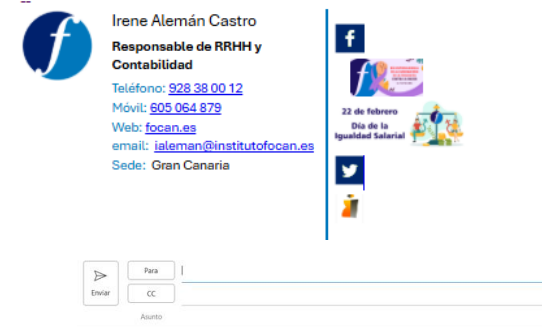 --
Irene Alemán Castro
Responsable de RRHH y
Contabilidad
Teléfono: 928 38 00 12
Móvil: 605 064 879
Web: focan.es
email: ialeman@institutofocan.es
Sede: Gran Canaria
f
f
f
22 de febrero
Día de la
Igualdad Salarial
Enviar
Para
CC
Asunto